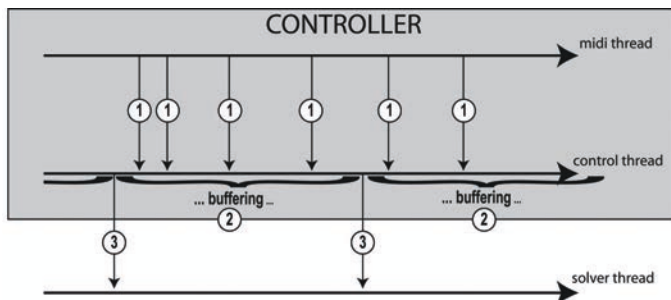 CONTROLLER
midi thread
1 1 1 1 1 1
control thread
... buffering ... ... buffering ...
2 2
3 3
solver thread